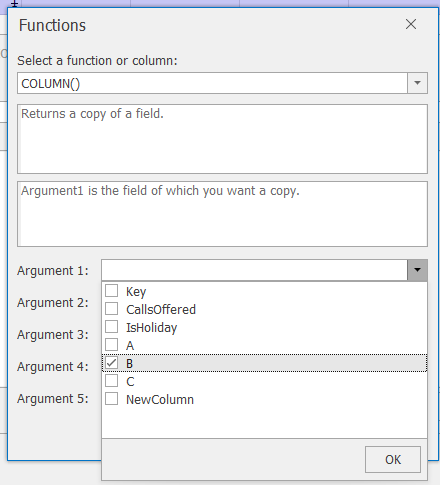 Functions
Select a function or column:
COLUMN()
Returns a copy of a field.
Argument1 is the field of which you want a copy.
Argument 1:
Key
Argument 2:
CallsOffered
IsHoliday
Argument 3:
A
Argument 4:
B
C
Argument 5:
NewColumn
OK